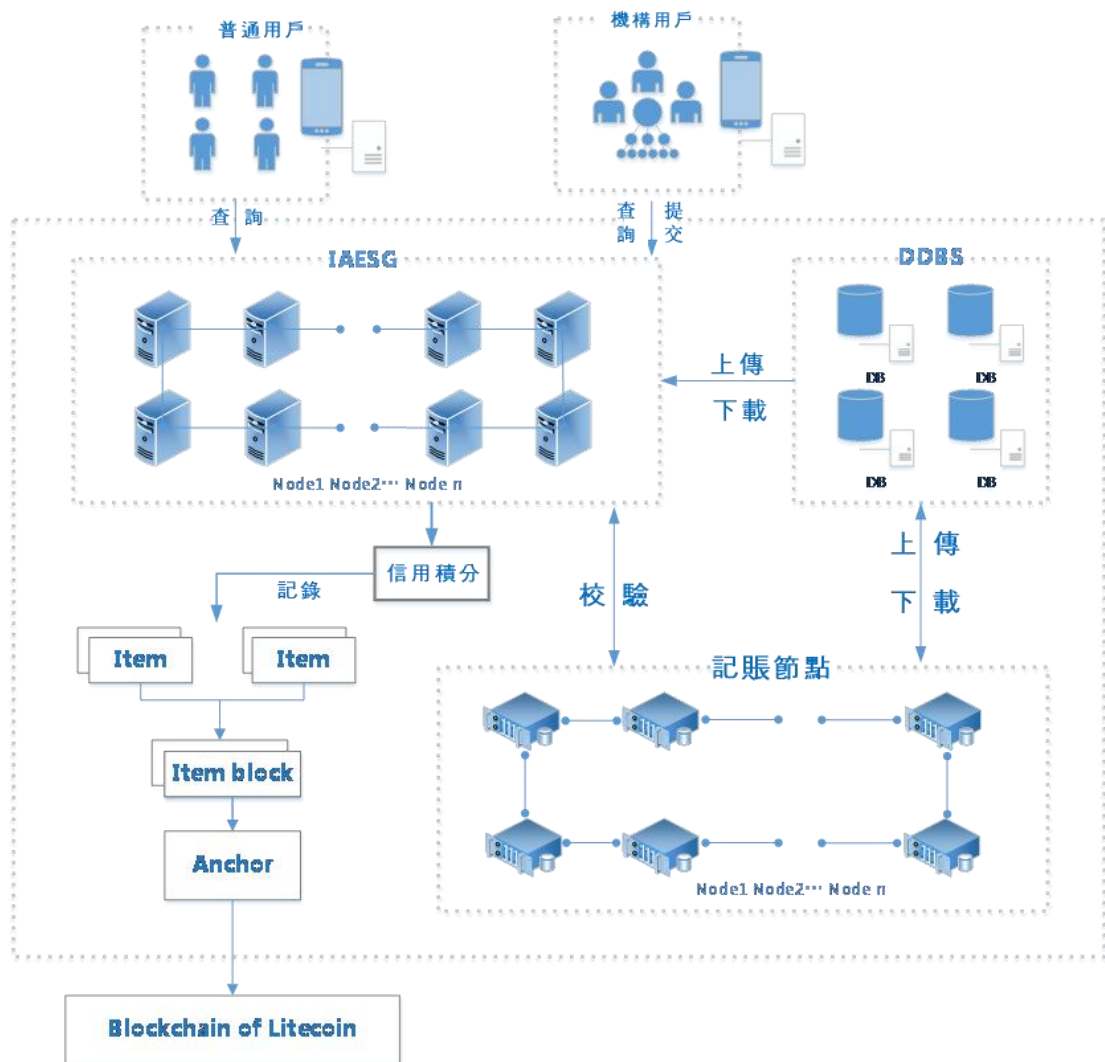 普通用戶
機構用戶
查詢
查詢
提交
IAESG
DDBS
DB
DB
DB
DB
上傳
下載
Node1 Node2… Node n
信用積分
記錄
校驗
上傳
下載
Item
Item
記賬節點
Item block
Anchor
Node1 Node2… Node n
Blockchain of Litecoin